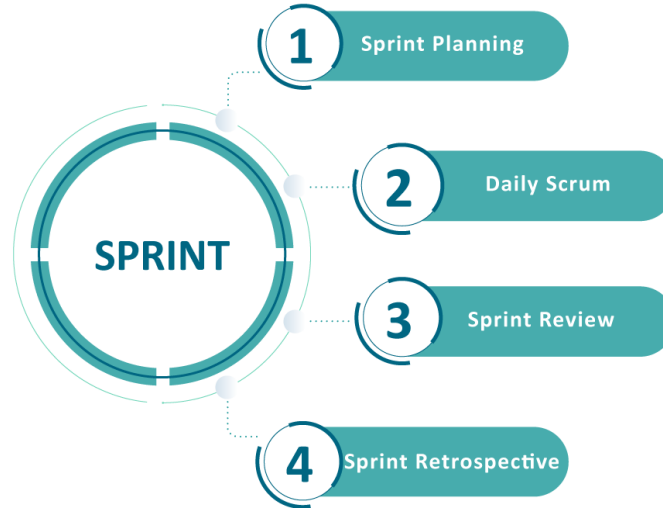 1
Sprint Planning
2
Daily Scrum
SPRINT
3
Sprint Review
4
Sprint Retrospective